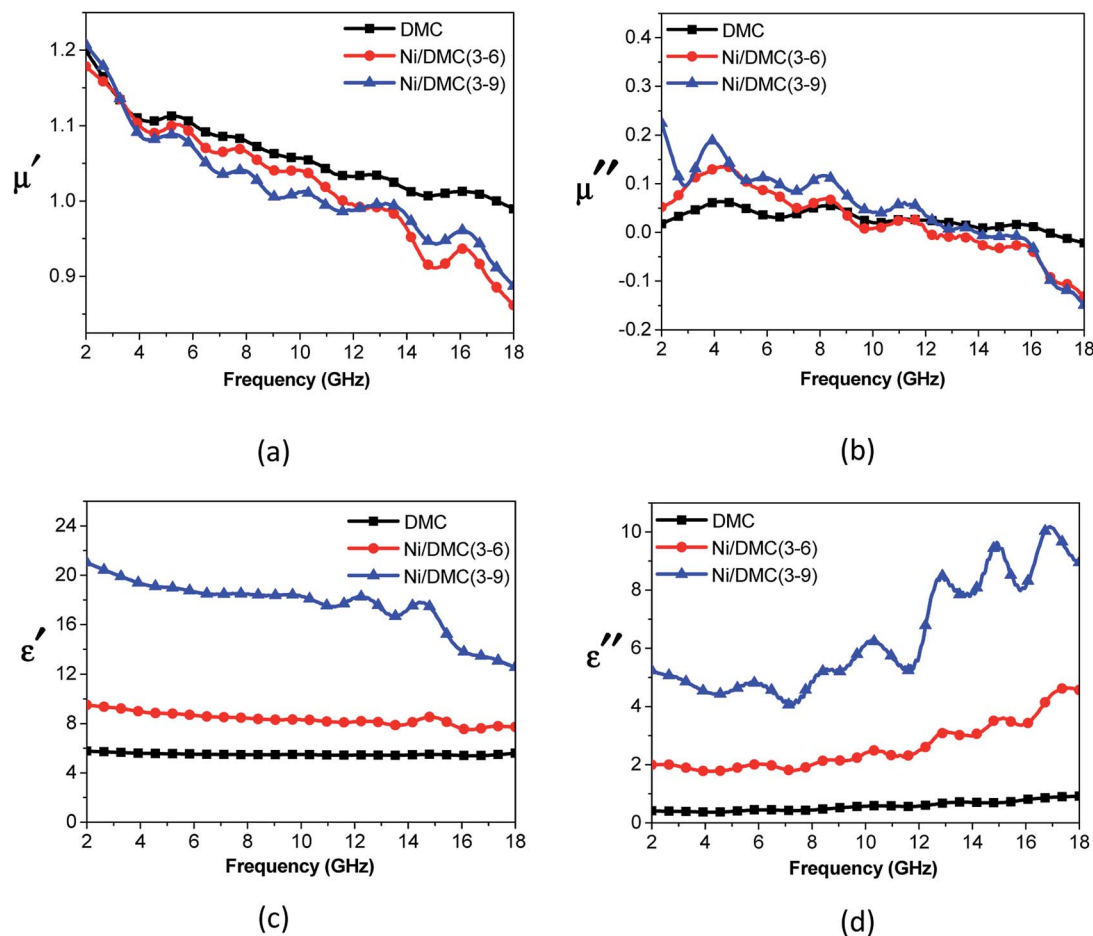 1.2
1.1
1.0
0.9
μ′
DMC
Ni/DMC(3-6)
Ni/DMC(3-9)
2 4 6 8 10 12 14 16 18
Frequency (GHz)
(a)
0.4
0.3
0.2
0.1
0.0
-0.1
-0.2
μ″
DMC
Ni/DMC(3-6)
Ni/DMC(3-9)
2 4 6 8 10 12 14 16 18
Frequency (GHz)
(b)
24
20
16
12
8
4
0
ε′
DMC
Ni/DMC(3-6)
Ni/DMC(3-9)
2 4 6 8 10 12 14 16 18
Frequency (GHz)
(c)
10
8
6
4
2
0
ε″
DMC
Ni/DMC(3-6)
Ni/DMC(3-9)
2 4 6 8 10 12 14 16 18
Frequency (GHz)
(d)